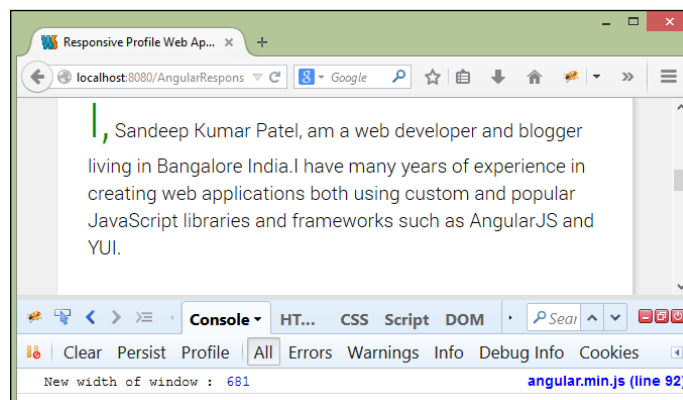 Responsive Profile Web Ap...
localhost:8080/AngularRespons
Google
I, Sandeep Kumar Patel, am a web developer and blogger
living in Bangalore India.I have many years of experience in
creating web applications both using custom and popular
JavaScript libraries and frameworks such as AngularJS and
YUI.
Console HT... CSS Script DOM Sear
Clear Persist Profile All Errors Warnings Info Debug Info Cookies
New width of window : 681 angular.min.js (line 92)